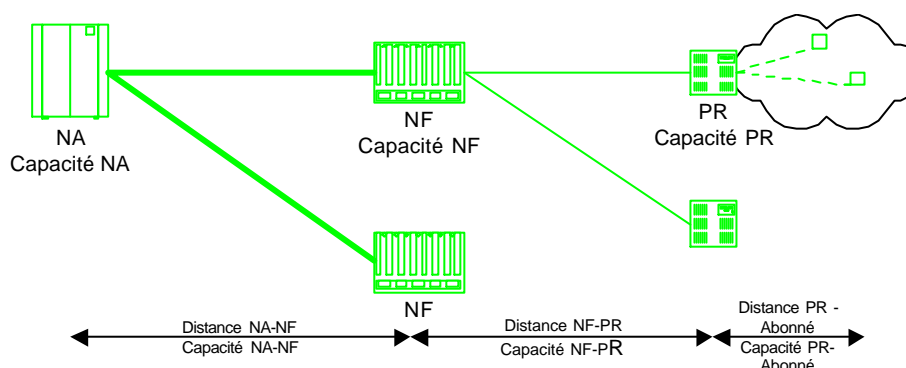 NA
Capacité NA
NF
Capacité NF
PR
Capacité PR
NF
Distance NA-NF
Capacité NA-NF
Distance NF-PR
Capacité NF-PR
Distance PR -
Abonné
Capacité PR-
Abonné